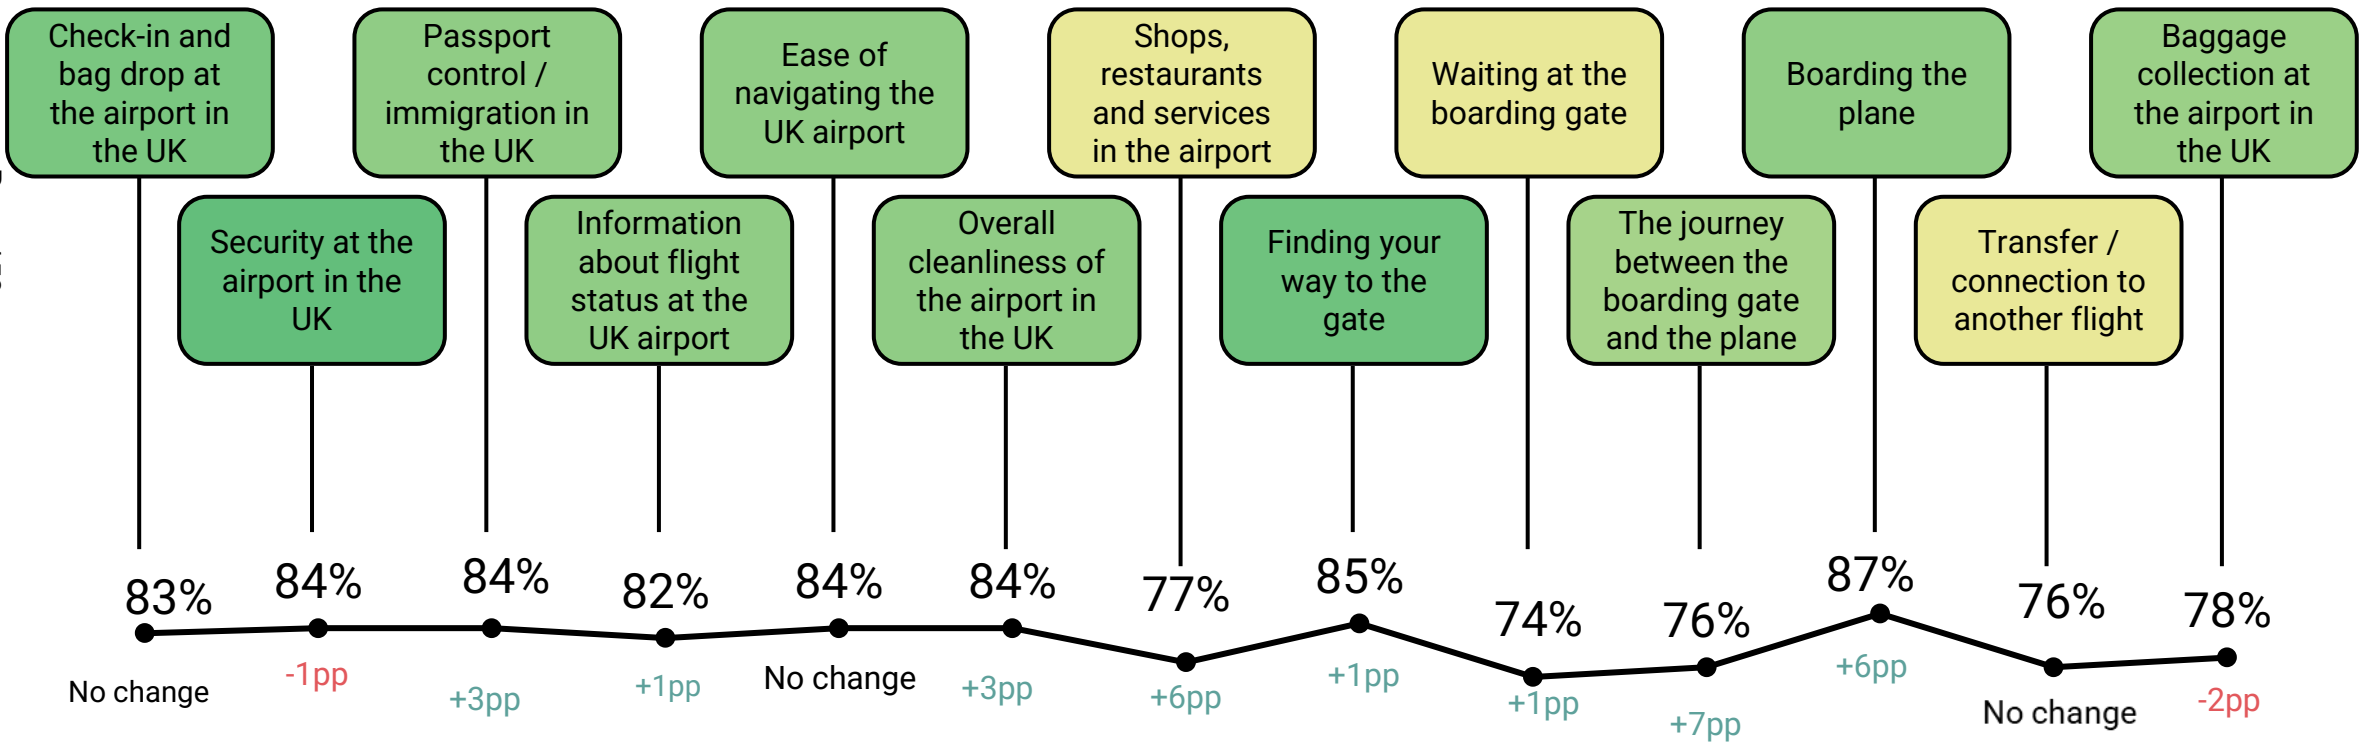 Check-in and
bag drop at
the airport in
the UK
Security at the
airport in the
UK
Passport
control /
immigration in
the UK
Information
about flight
status at the
UK airport
Ease of
navigating the
UK airport
Overall
cleanliness of
the airport in
the UK
Shops,
restaurants
and services
in the airport
Finding your
way to the
gate
Waiting at the
boarding gate
The journey
between the
boarding gate
and the plane
Boarding the
plane
Transfer /
connection to
another flight
Baggage
collection at
the airport in
the UK
83%
84%
84%
82%
84%
84%
77%
85%
74%
76%
87%
76%
78%
No change
-1pp
+3pp
+1pp
No change
+3pp
+6pp
+1pp
+1pp
+7pp
+6pp
No change
-2pp